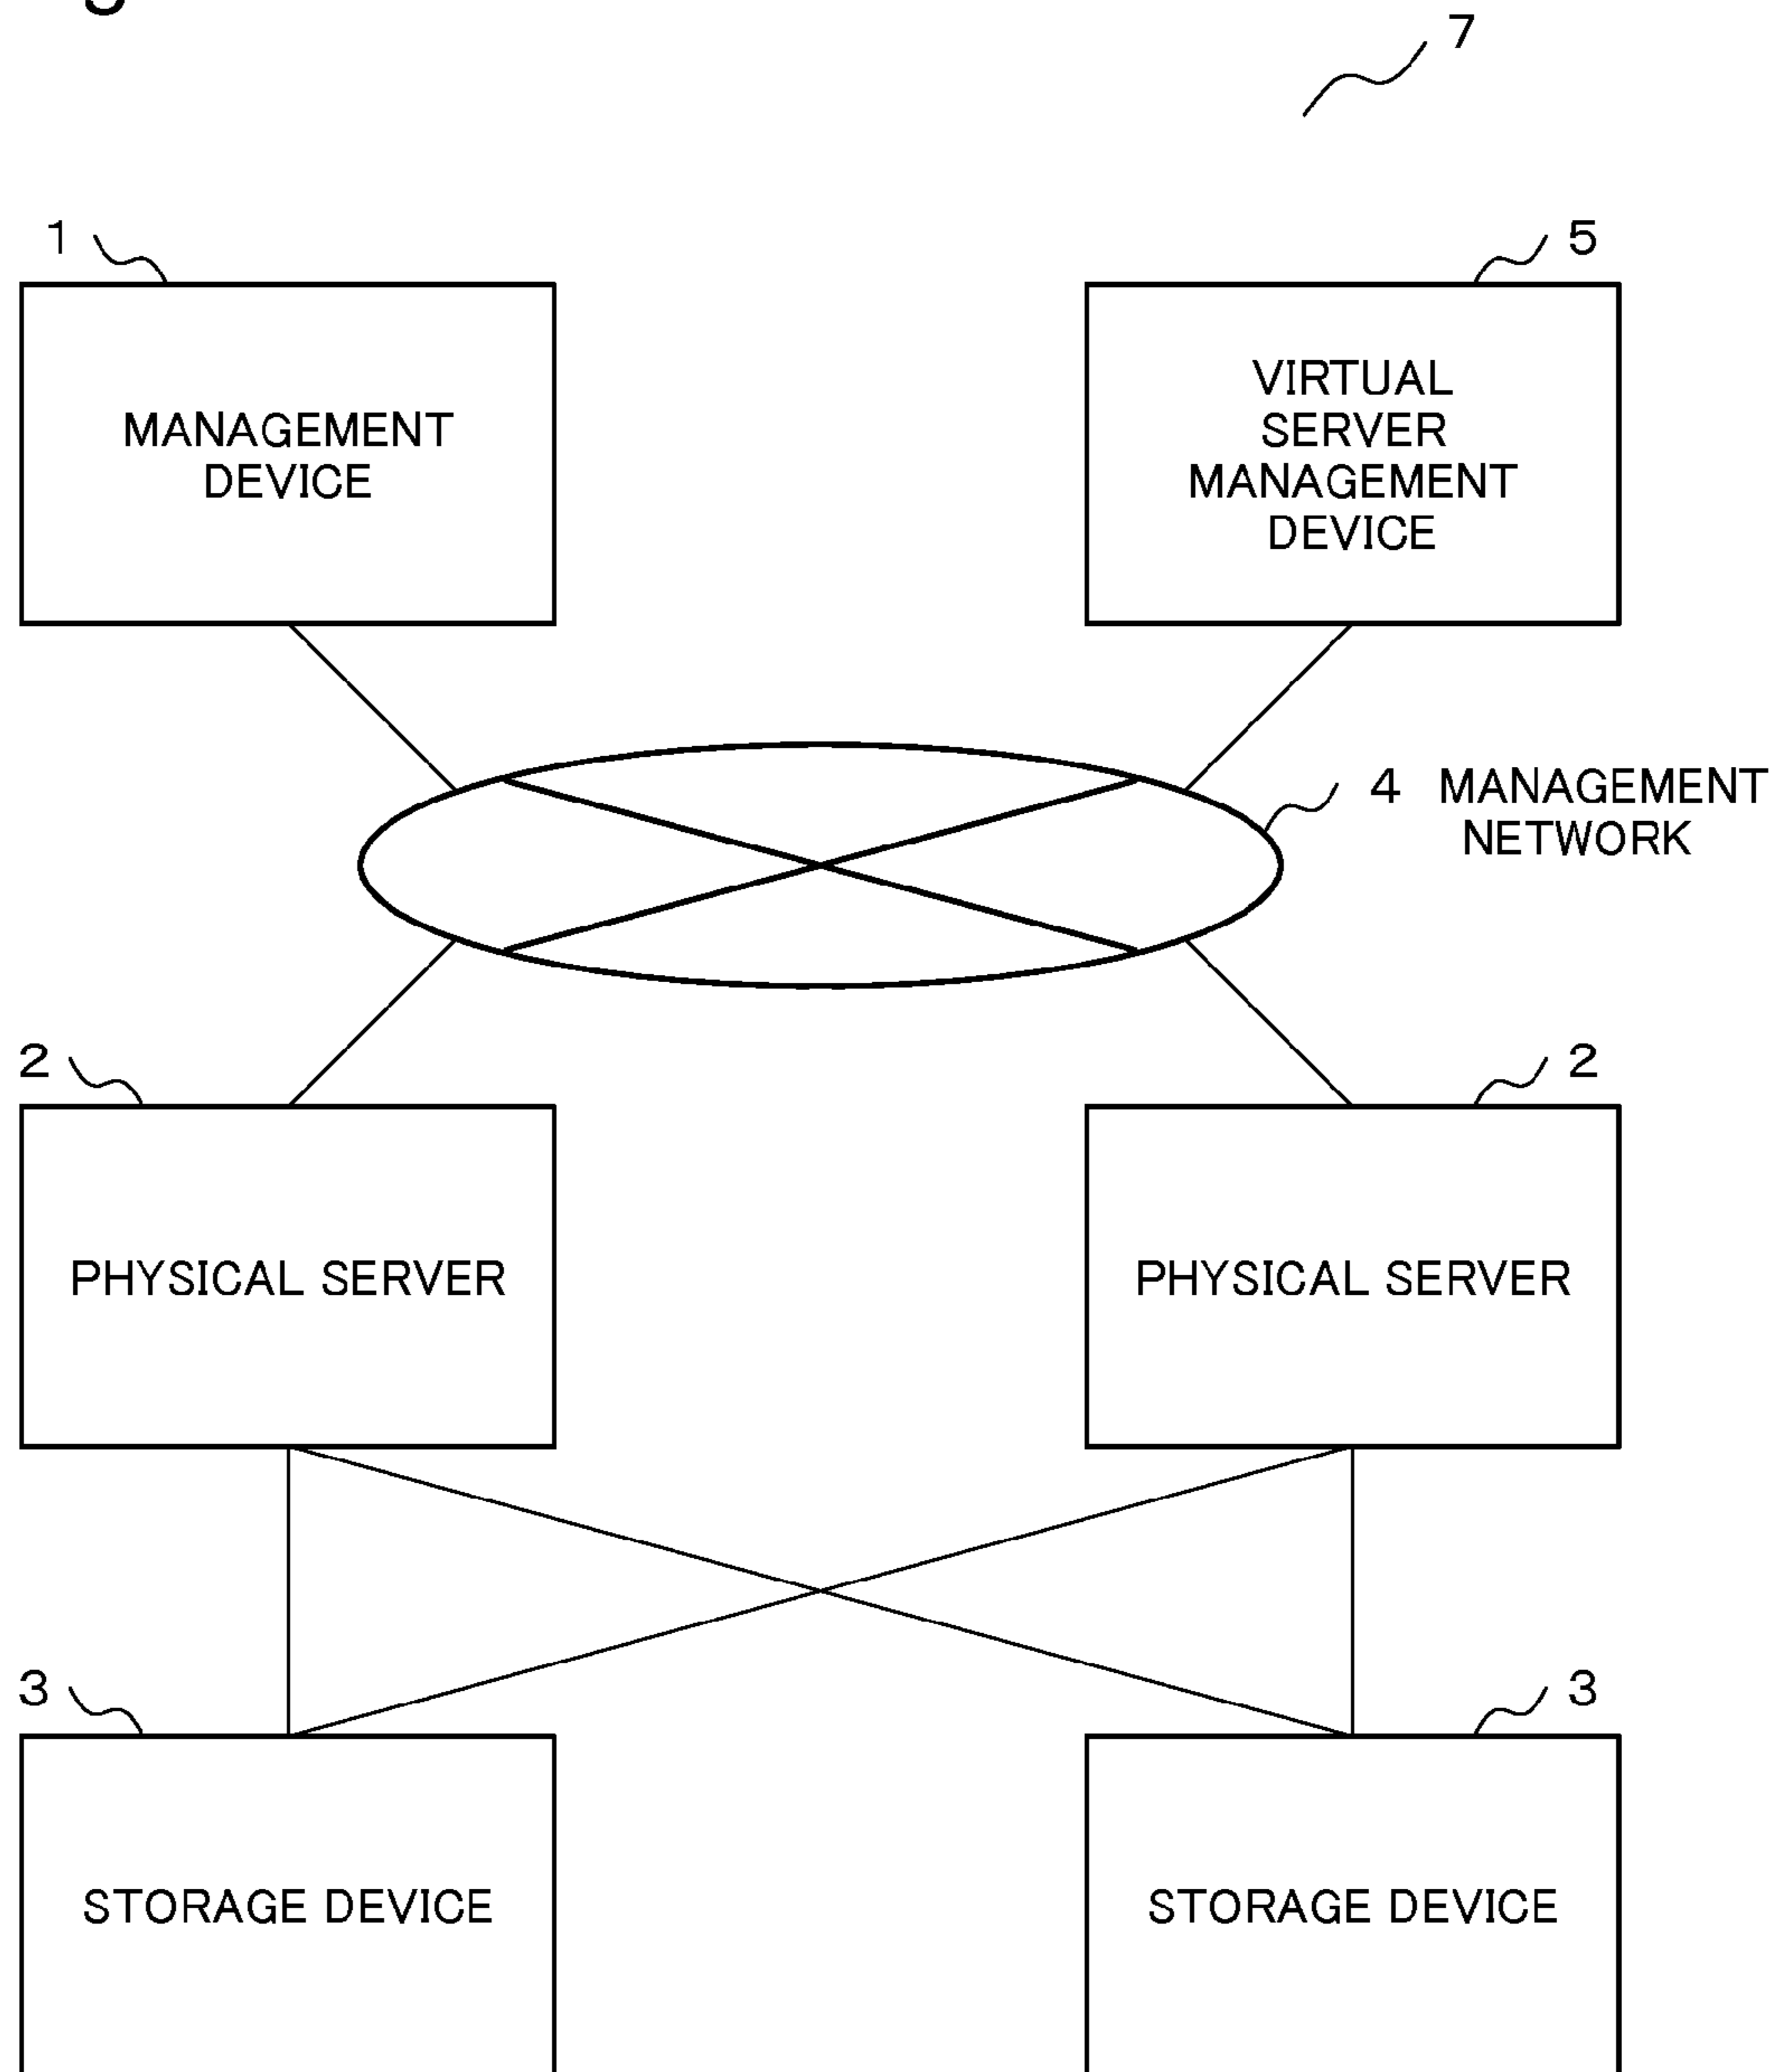 7
1
5
MANAGEMENT
DEVICE
VIRTUAL
SERVER
MANAGEMENT
DEVICE
4 MANAGEMENT
NETWORK
2
2
PHYSICAL SERVER
PHYSICAL SERVER
3
3
STORAGE DEVICE
STORAGE DEVICE